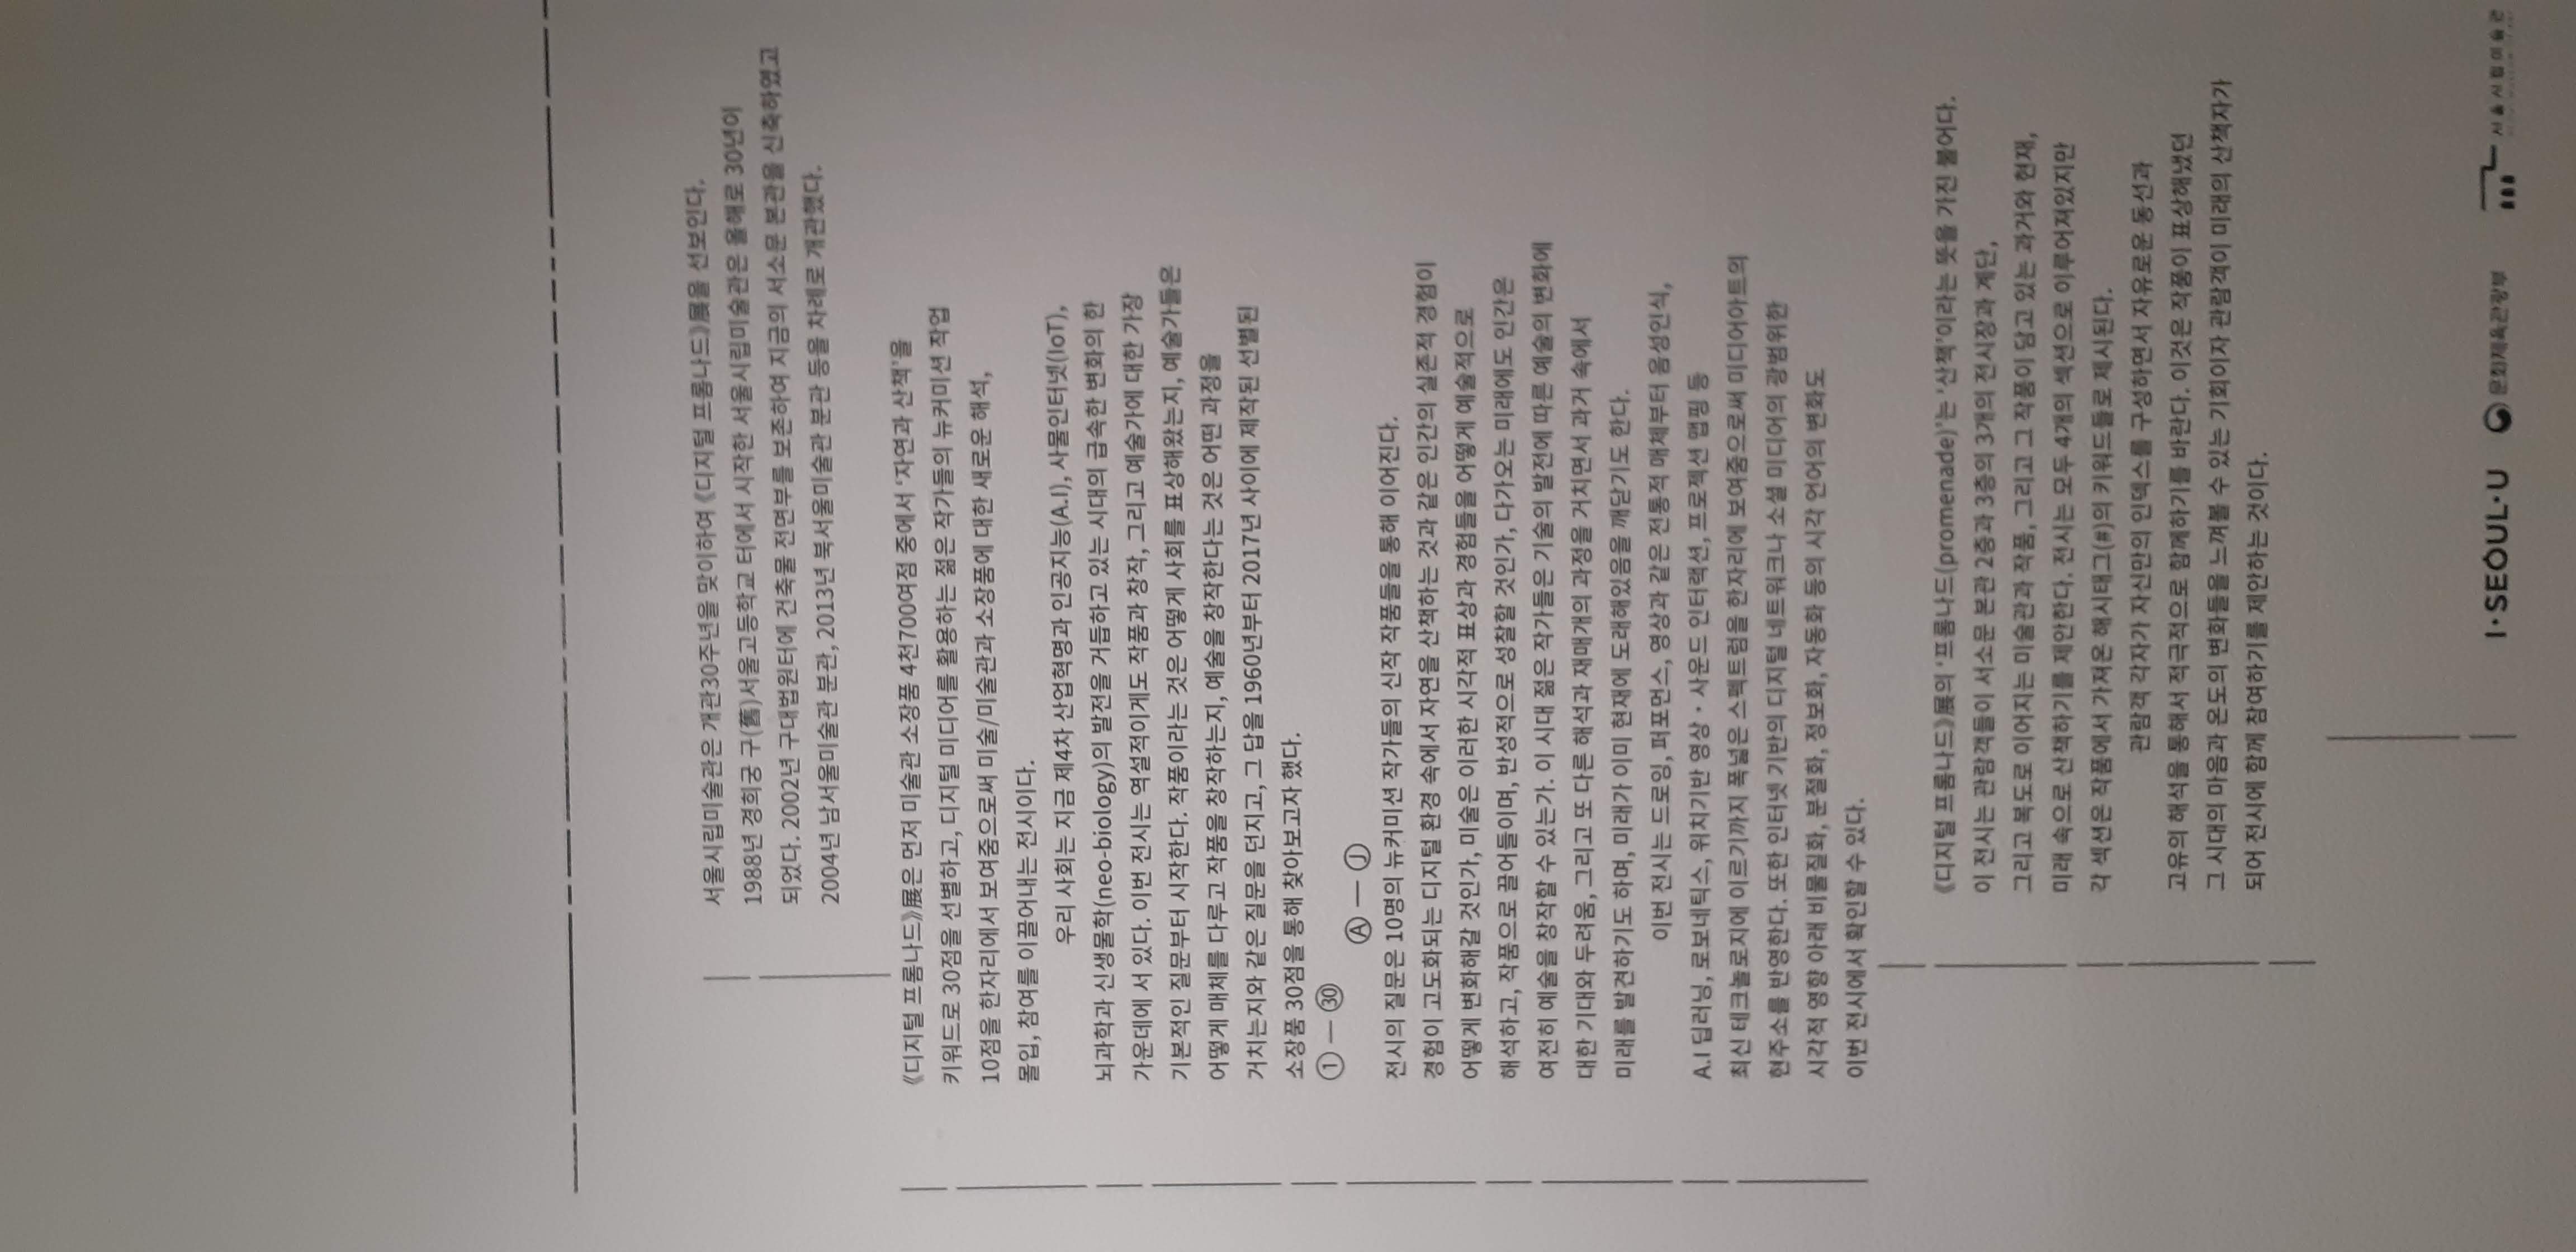 서울시립미술관은 개관30주년을 맞이하여 《디지털 프롬나드》展을 선보인다.
1988년 경희궁 구(舊)서울고등학교 터에서 시작한 서울시립미술관은 올해로 30년이
되었다. 2002년 구대법원터에 건축물 전면부를 보존하여 지금의 서소문 본관을 신축하였고
2004년 남서울미술관 분관, 2013년 북서울미술관 분관 등을 차례로 개관했다.
《디지털 프롬나드》展은 먼저 미술관 소장품 4천700여점 중에서 ‘자연과 산책’을
키워드로 30점을 선별하고, 디지털 미디어를 활용하는 젊은 작가들의 뉴커미션 작업
10점을 한자리에서 보여줌으로써 미술/미술관과 소장품에 대한 새로운 해석,
몰입, 참여를 이끌어내는 전시이다.
우리 사회는 지금 제4차 산업혁명과 인공지능(A.I), 사물인터넷(IoT),
뇌과학과 신생물학(neo-biology)의 발전을 거듭하고 있는 시대의 급속한 변화의 한
가운데에 서 있다. 이번 전시는 역설적이게도 작품과 창작, 그리고 예술가에 대한 가장
기본적인 질문부터 시작한다. 작품이라는 것은 어떻게 사회를 표상해왔는지, 예술가들은
어떻게 매체를 다루고 작품을 창작하는지, 예술을 창작한다는 것은 어떤 과정을
거치는지와 같은 질문을 던지고, 그 답을 1960년부터 2017년 사이에 제작된 선별된
소장품 30점을 통해 찾아보고자 했다.
① — ㉚
Ⓐ — Ⓙ
전시의 질문은 10명의 뉴커미션 작가들의 신작 작품들을 통해 이어진다.
경험이 고도화되는 디지털 환경 속에서 자연을 산책하는 것과 같은 인간의 실존적 경험이
어떻게 변화해갈 것인가, 미술은 이러한 시각적 표상과 경험들을 어떻게 예술적으로
해석하고, 작품으로 끌어들이며, 반성적으로 성찰할 것인가, 다가오는 미래에도 인간은
여전히 예술을 창작할 수 있는가. 이 시대 젊은 작가들은 기술의 발전에 따른 예술의 변화에
대한 기대와 두려움, 그리고 또 다른 해석과 재매개의 과정을 거치면서 과거 속에서
미래를 발견하기도 하며, 미래가 이미 현재에 도래해있음을 깨닫기도 한다.
이번 전시는 드로잉, 퍼포먼스, 영상과 같은 전통적 매체부터 음성인식,
A.I 딥러닝, 로보네틱스, 위치기반 영상・사운드 인터랙션, 프로젝션 맵핑 등
최신 테크놀로지에 이르기까지 폭넓은 스펙트럼을 한자리에 보여줌으로써 미디어아트의
현주소를 반영한다. 또한 인터넷 기반의 디지털 네트워크나 소셜 미디어의 광범위한
시각적 영향 아래 비물질화, 분절화, 정보화, 자동화 등의 시각 언어의 변화도
이번 전시에서 확인할 수 있다.
《디지털 프롬나드》展의 ‘프롬나드(promenade)’는 ‘산책’이라는 뜻을 가진 불어다.
이 전시는 관람객들이 서소문 본관 2층과 3층의 3개의 전시장과 계단,
그리고 복도로 이어지는 미술관과 작품, 그리고 그 작품이 담고 있는 과거와 현재,
미래 속으로 산책하기를 제안한다. 전시는 모두 4개의 섹션으로 이루어져있지만
각 섹션은 작품에서 가져온 해시태그(#)의 키워드들로 제시된다.
관람객 각자가 자신만의 인덱스를 구성하면서 자유로운 동선과
고유의 해석을 통해서 적극적으로 함께하기를 바란다. 이것은 작품이 표상해냈던
그 시대의 마음과 온도의 변화들을 느껴볼 수 있는 기회이자 관람객이 미래의 산책자가
되어 전시에 함께 참여하기를 제안하는 것이다.
I·SEOUL·U 문화체육관광부 서울시립미술관